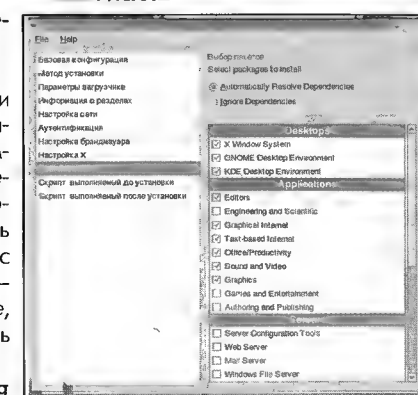 File Help
Базовая конфигурация
Метод установки
Параметры загрузчика
Информация о разделах
Настройка сети
Аутентификация
Настройка брандмауэра
Настройка X
Скрипт выполняемый до установки
Скрипт выполняемый после установки
Выбор пакетов
Select packages to install
Automatically Resolve Dependencies
Ignore Dependencies
Desktops
X Window System
GNOME Desktop Environment
KDE Desktop Environment
Applications
Editors
Engineering and Scientific
Graphical Internet
Text-based Internet
Office/Productivity
Sound and Video
Graphics
Games and Entertainment
Authoring and Publishing
Server Configuration Tools
Web Server
Mail Server
Windows File Server